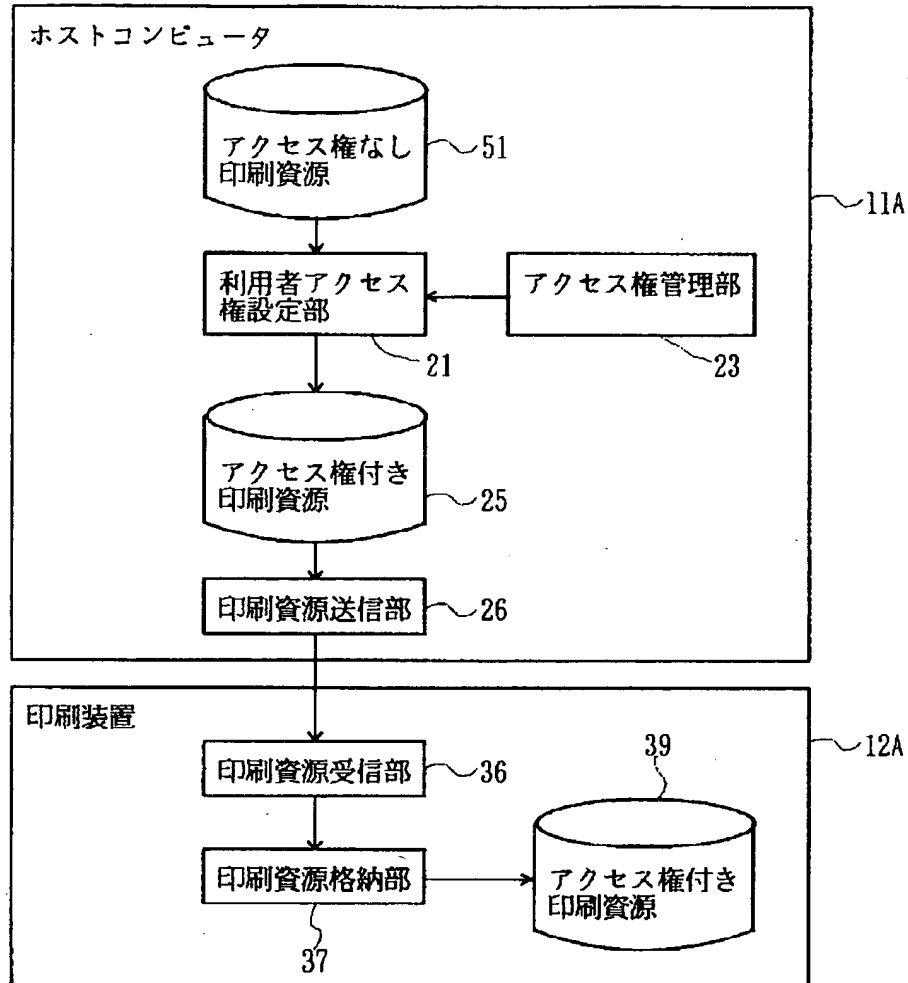 ホストコンピュータ
アクセス権なし
印刷資源
51
11A
利用者アクセス
権設定部
アクセス権管理部
21
23
アクセス権付き
印刷資源
25
印刷資源送信部
26
印刷装置
12A
印刷資源受信部
36
39
印刷資源格納部
アクセス権付き
印刷資源
37